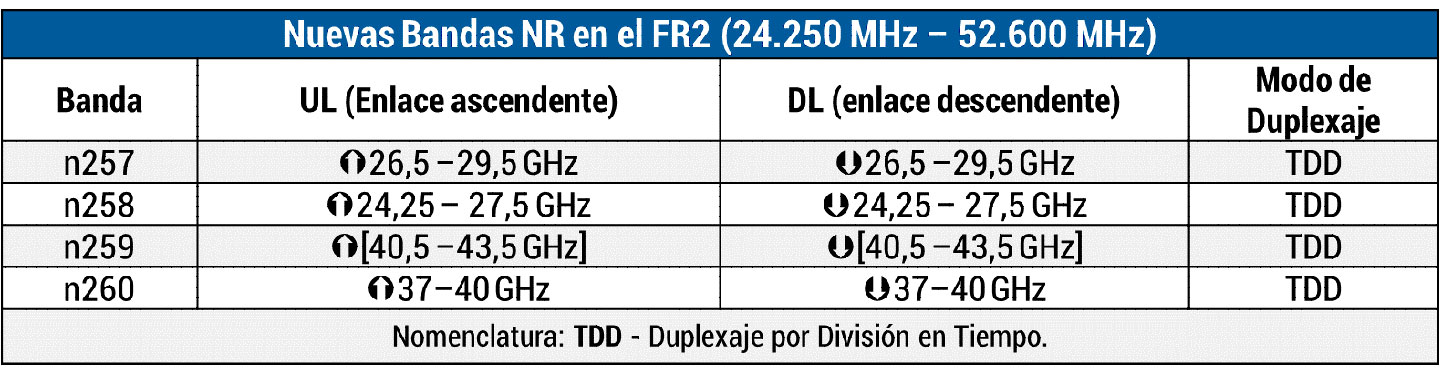 Nuevas Bandas NR en el FR2 (24.250 MHz – 52.600 MHz)
Banda UL (Enlace ascendente) DL (enlace descendente) Modo de Duplexaje
n257 26,5 – 29,5 GHz 26,5 – 29,5 GHz TDD
n258 24,25 – 27,5 GHz 24,25 – 27,5 GHz TDD
n259 [40,5 – 43,5 GHz] [40,5 – 43,5 GHz] TDD
n260 37 – 40 GHz 37 – 40 GHz TDD
Nomenclatura: TDD - Duplexaje por División en Tiempo.